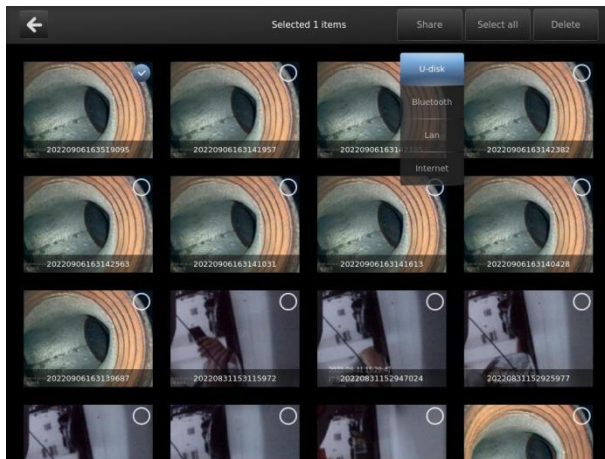 Selected 1 items
Share
Select all
Delete
U-disk
Bluetooth
Lan
Internet
20220906163519095
20220906163141957
20220906163142382
20220906163142563
20220906163141031
20220906163141613
20220906163140428
20220906163139687
20220831153115972
20220831152947024
20220831152925977